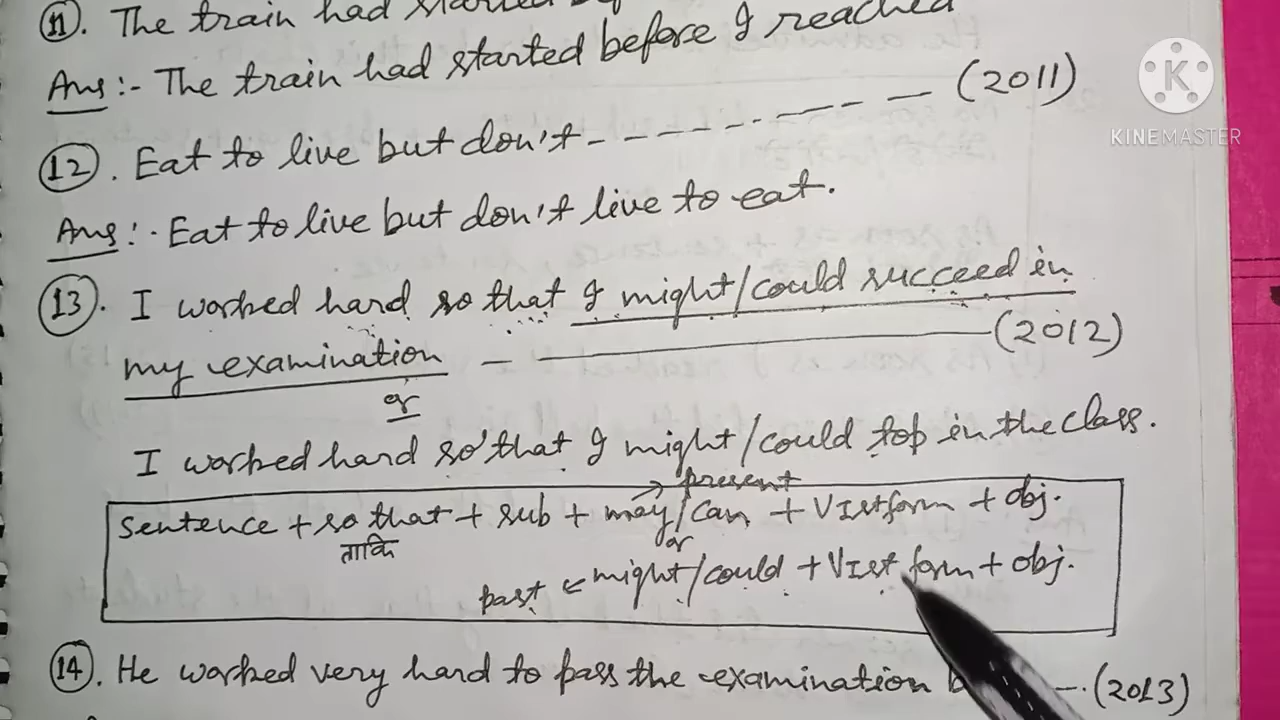 11. The train had started
Ans :- The train had started before I reached
12. Eat to live but don't - - - - - - - - - (2011)
Ans :- Eat to live but don't live to eat.
13. I worked hard so that I might/could succeed in
my examination - ———— (2012)
or
I worked hard so that I might/could top in the class.
present
Sentence + so that + sub + may/can + VIst form + obj.
ताकि or
past ← might/could + VIst form + obj.
14. He worked very hard to pass the examination - - (2013)
K
KINEMASTER